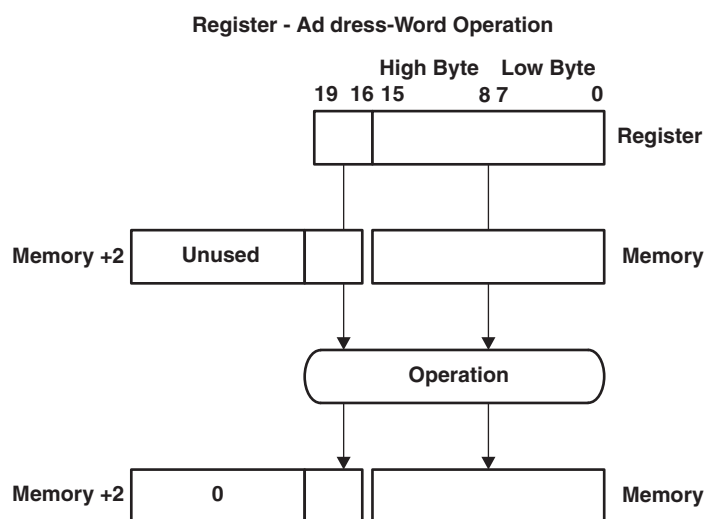 Register - Ad dress-Word Operation
High Byte Low Byte
19 16 15 8 7 0
Register
Memory +2 Unused Memory
Operation
Memory +2 0 Memory